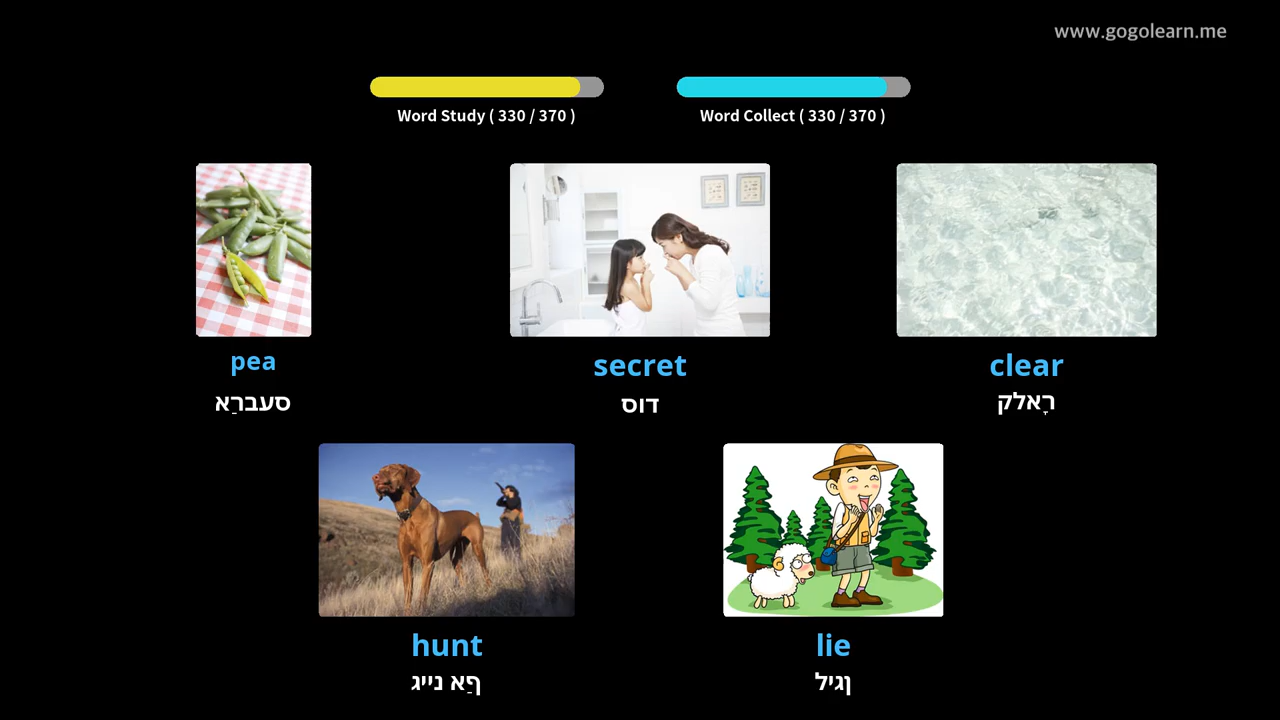 www.gogolearn.me
Word Study ( 330 / 370 )
Word Collect ( 330 / 370 )
pea
סעברַא
secret
דוס
clear
רָאלק
hunt
ףַא נייג
lie
ןגיל